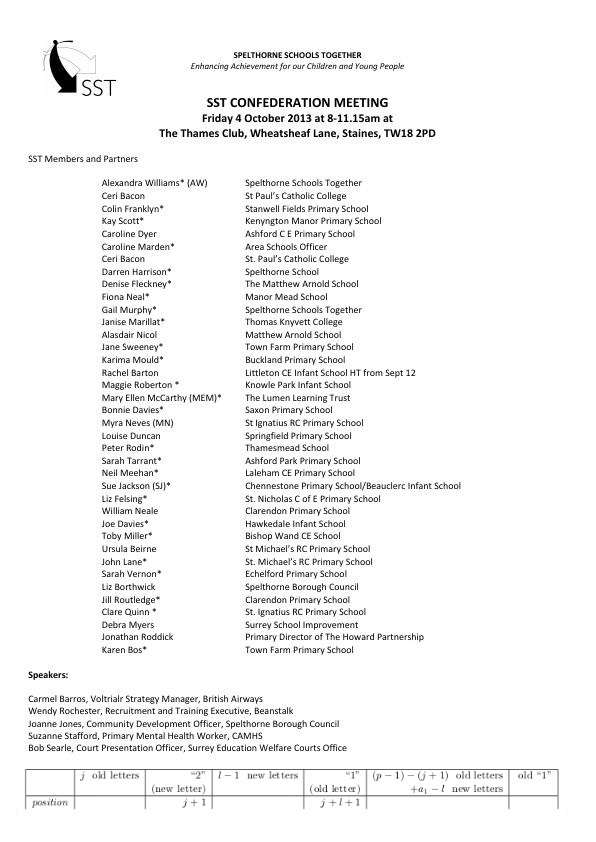 SST
SPELTHORNE SCHOOLS TOGETHER
Enhancing Achievement for our Children and Young People
SST CONFEDERATION MEETING
Friday 4 October 2013 at 8-11.15am at
The Thames Club, Wheatsheaf Lane, Staines, TW18 2PD
SST Members and Partners
Alexandra Williams* (AW) Spelthorne Schools Together
Ceri Bacon St Paul's Catholic College
Colin Franklyn* Stanwell Fields Primary School
Kay Scott* Kenyngton Manor Primary School
Caroline Dyer Ashford C E Primary School
Caroline Marden* Area Schools Officer
Ceri Bacon St. Paul's Catholic College
Darren Harrison* Spelthorne School
Denise Fleckney* The Matthew Arnold School
Fiona Neal* Manor Mead School
Gail Murphy* Spelthorne Schools Together
Janise Marillat* Thomas Knyvett College
Alasdair Nicol Matthew Arnold School
Jane Sweeney* Town Farm Primary School
Karima Mould* Buckland Primary School
Rachel Barton Littleton CE Infant School HT from Sept 12
Maggie Roberton * Knowle Park Infant School
Mary Ellen McCarthy (MEM)* The Lumen Learning Trust
Bonnie Davies* Saxon Primary School
Myra Neves (MN) St Ignatius RC Primary School
Louise Duncan Springfield Primary School
Peter Rodin* Thamesmead School
Sarah Tarrant* Ashford Park Primary School
Neil Meehan* Laleham CE Primary School
Sue Jackson (SJ)* Chennestone Primary School/Beauclerc Infant School
Liz Felsing* St. Nicholas C of E Primary School
William Neale Clarendon Primary School
Joe Davies* Hawkedale Infant School
Toby Miller* Bishop Wand CE School
Ursula Beirne St Michael's RC Primary School
John Lane* St. Michael's RC Primary School
Sarah Vernon* Echelford Primary School
Liz Borthwick Spelthorne Borough Council
Jill Routledge* Clarendon Primary School
Clare Quinn * St. Ignatius RC Primary School
Debra Myers Surrey School Improvement
Jonathan Roddick Primary Director of The Howard Partnership
Karen Bos* Town Farm Primary School
Speakers:
Carmel Barros, Voltrialr Strategy Manager, British Airways
Wendy Rochester, Recruitment and Training Executive, Beanstalk
Joanne Jones, Community Development Officer, Spelthorne Borough Council
Suzanne Stafford, Primary Mental Health Worker, CAMHS
Bob Searle, Court Presentation Officer, Surrey Education Welfare Courts Office
j old letters "2" l − 1 new letters "1" (p − 1) − (j + 1) old letters old "1"
(new letter) (old letter) +a₁ − l new letters
position j + 1 j + l + 1